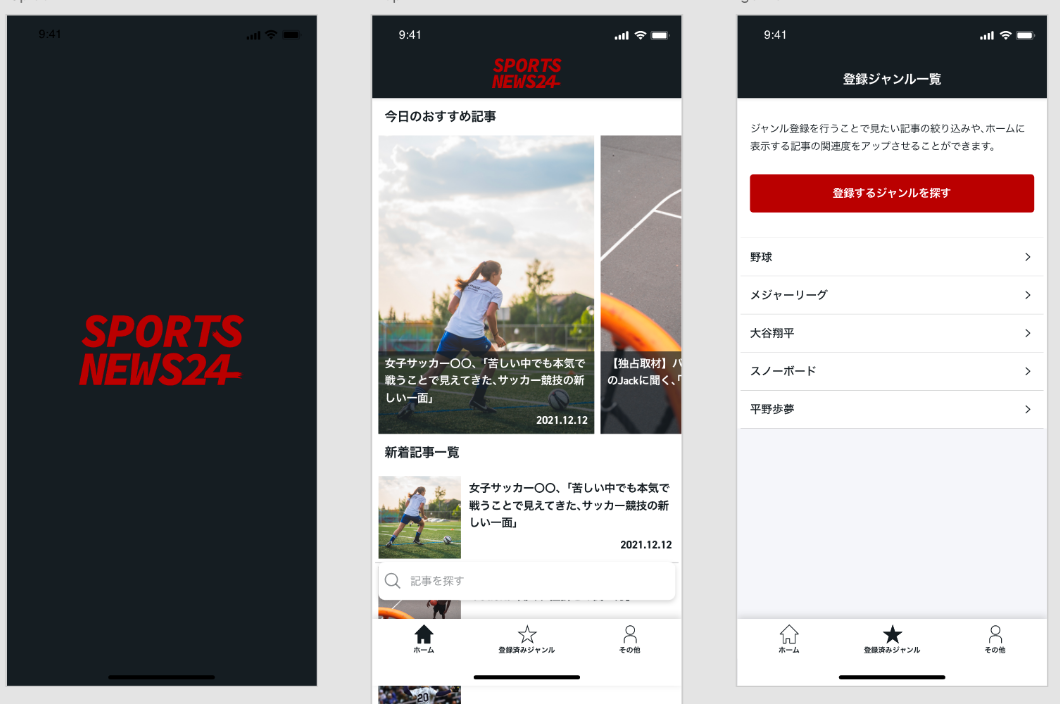 9:41
SPORTS
NEWS24
9:41
SPORTS
NEWS24
今日のおすすめ記事
女子サッカー〇〇、「苦しい中でも本気で
戦うことで見えてきた、サッカー競技の新
しい一面」
2021.12.12
【独占取材】バ
のJackに聞く、「
新着記事一覧
女子サッカー〇〇、「苦しい中でも本気で
戦うことで見えてきた、サッカー競技の新
しい一面」
2021.12.12
記事を探す
ホーム
登録済みジャンル
その他
20
9:41
登録ジャンル一覧
ジャンル登録を行うことで見たい記事の絞り込みや、ホームに
表示する記事の関連度をアップさせることができます。
登録するジャンルを探す
野球
メジャーリーグ
大谷翔平
スノーボード
平野歩夢
ホーム
登録済みジャンル
その他